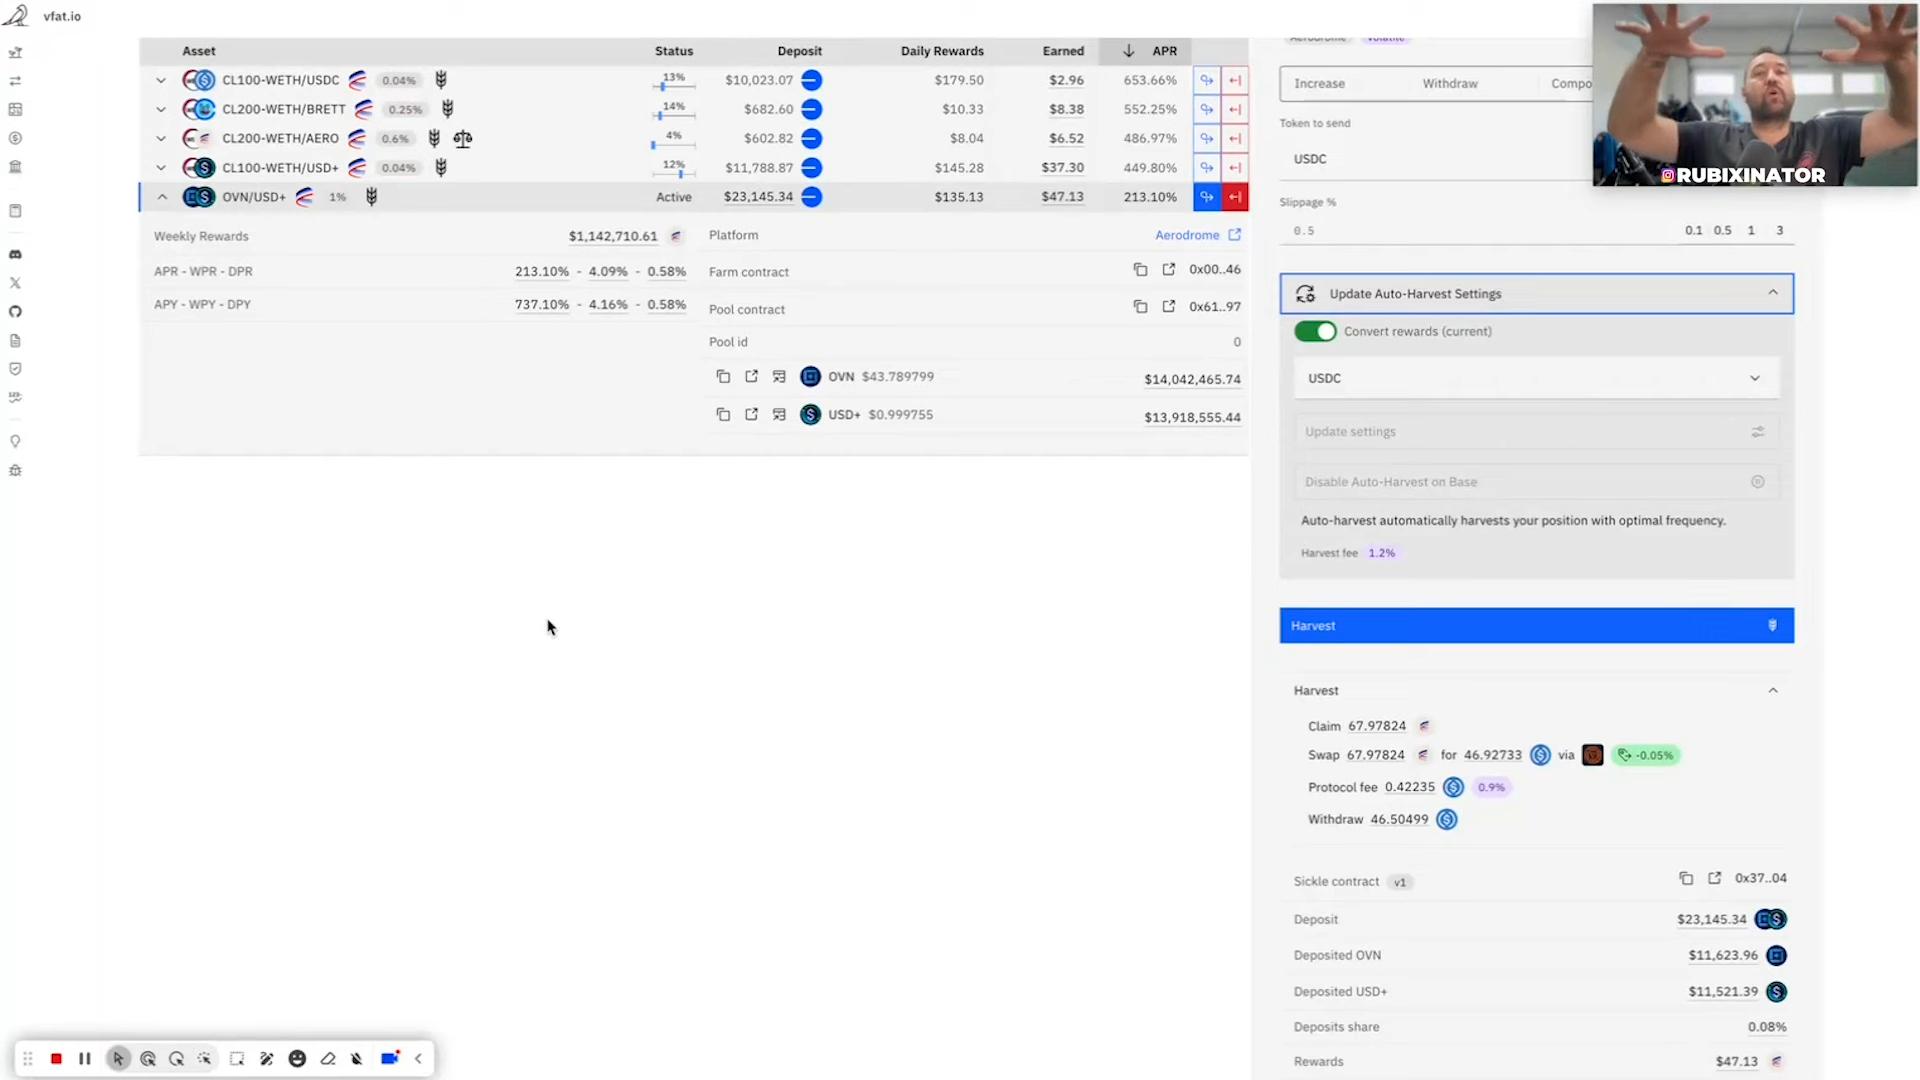 vfat.io
Asset Status Deposit Daily Rewards Earned APR
CL100-WETH/USDC 0.04% 13% $10,023.07 $179.50 $2.96 653.66%
CL200-WETH/BRETT 0.25% 14% $682.60 $10.33 $8.38 552.25%
CL200-WETH/AERO 0.6% 4% $602.82 $8.04 $6.52 486.97%
CL100-WETH/USD+ 0.04% 12% $11,788.87 $145.28 $37.30 449.80%
OVN/USD+ 1% Active $23,145.34 $135.13 $47.13 213.10%
Weekly Rewards $1,142,710.61
APR - WPR - DPR 213.10% - 4.09% - 0.58%
APY - WPY - DPY 737.10% - 4.16% - 0.58%
Platform Aerodrome
Farm contract 0x00..46
Pool contract 0x61..97
Pool id 0
OVN $43.789799 $14,042,465.74
USD+ $0.999755 $13,918,555.44
Aerodrome Volatile
Increase Withdraw Compo
Token to send
USDC
Slippage %
0.5 0.1 0.5 1 3
Update Auto-Harvest Settings
Convert rewards (current)
USDC
Update settings
Disable Auto-Harvest on Base
Auto-harvest automatically harvests your position with optimal frequency.
Harvest fee 1.2%
Harvest
Harvest
Claim 67.97824
Swap 67.97824 for 46.92733 via -0.05%
Protocol fee 0.42235 0.9%
Withdraw 46.50499
Sickle contract v1 0x37..04
Deposit $23,145.34
Deposited OVN $11,623.96
Deposited USD+ $11,521.39
Deposits share 0.08%
Rewards $47.13
@RUBIXINATOR